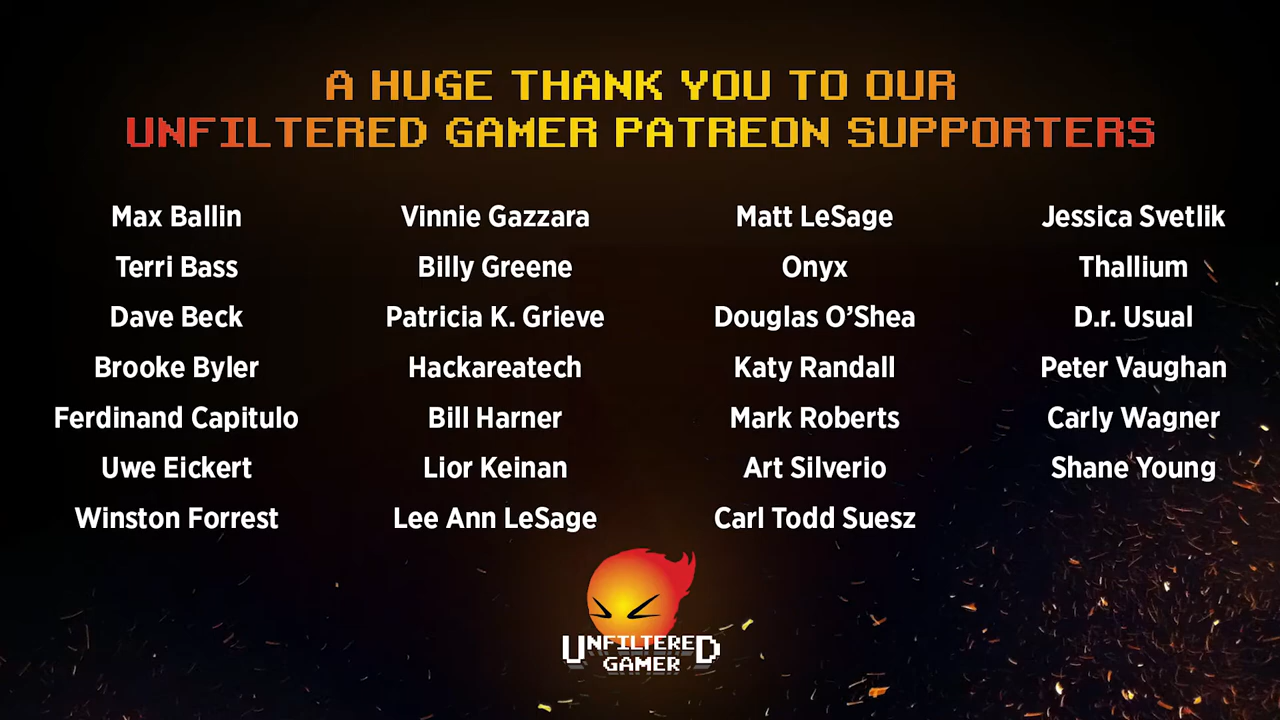 A HUGE THANK YOU TO OUR
UNFILTERED GAMER PATREON SUPPORTERS
Max Ballin
Terri Bass
Dave Beck
Brooke Byler
Ferdinand Capitulo
Uwe Eickert
Winston Forrest
Vinnie Gazzara
Billy Greene
Patricia K. Grieve
Hackareatech
Bill Harner
Lior Keinan
Lee Ann LeSage
Matt LeSage
Onyx
Douglas O’Shea
Katy Randall
Mark Roberts
Art Silverio
Carl Todd Suesz
Jessica Svetlik
Thallium
D.r. Usual
Peter Vaughan
Carly Wagner
Shane Young
UNFILTERED
GAMER